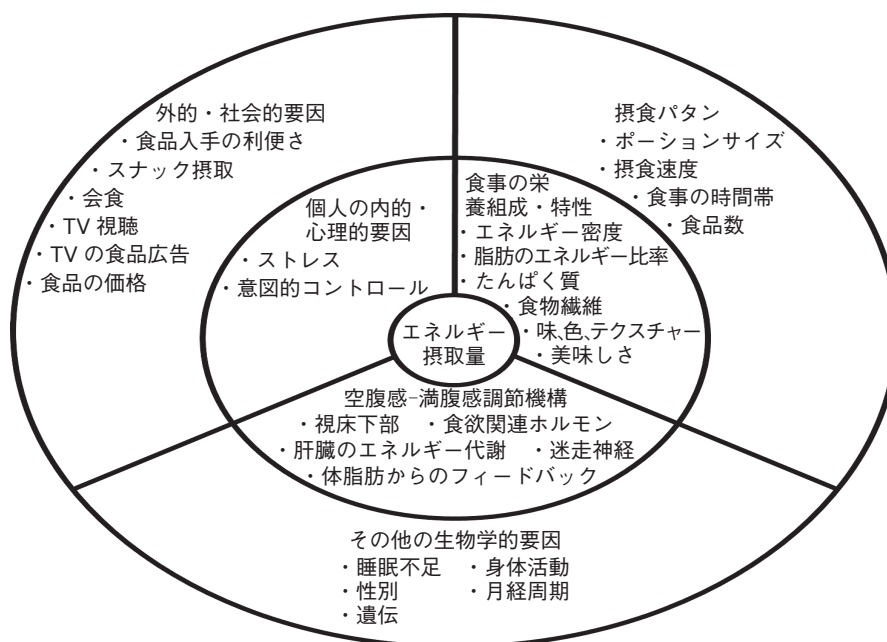 外的・社会的要因
・食品入手の利便さ
・スナック摂取
・会食
・TV 視聴
・TV の食品広告
・食品の価格
摂食パタン
・ポーションサイズ
・摂食速度
・食事の時間帯
・食品数
個人の内的・
心理的要因
・ストレス
・意図的コントロール
食事の栄
養組成・特性
・エネルギー密度
・脂肪のエネルギー比率
・たんぱく質
・食物繊維
・味、色、テクスチャー
・美味しさ
エネルギー
摂取量
空腹感−満腹感調節機構
・視床下部 ・食欲関連ホルモン
・肝臓のエネルギー代謝 ・迷走神経
・体脂肪からのフィードバック
その他の生物学的要因
・睡眠不足 ・身体活動
・性別 ・月経周期
・遺伝